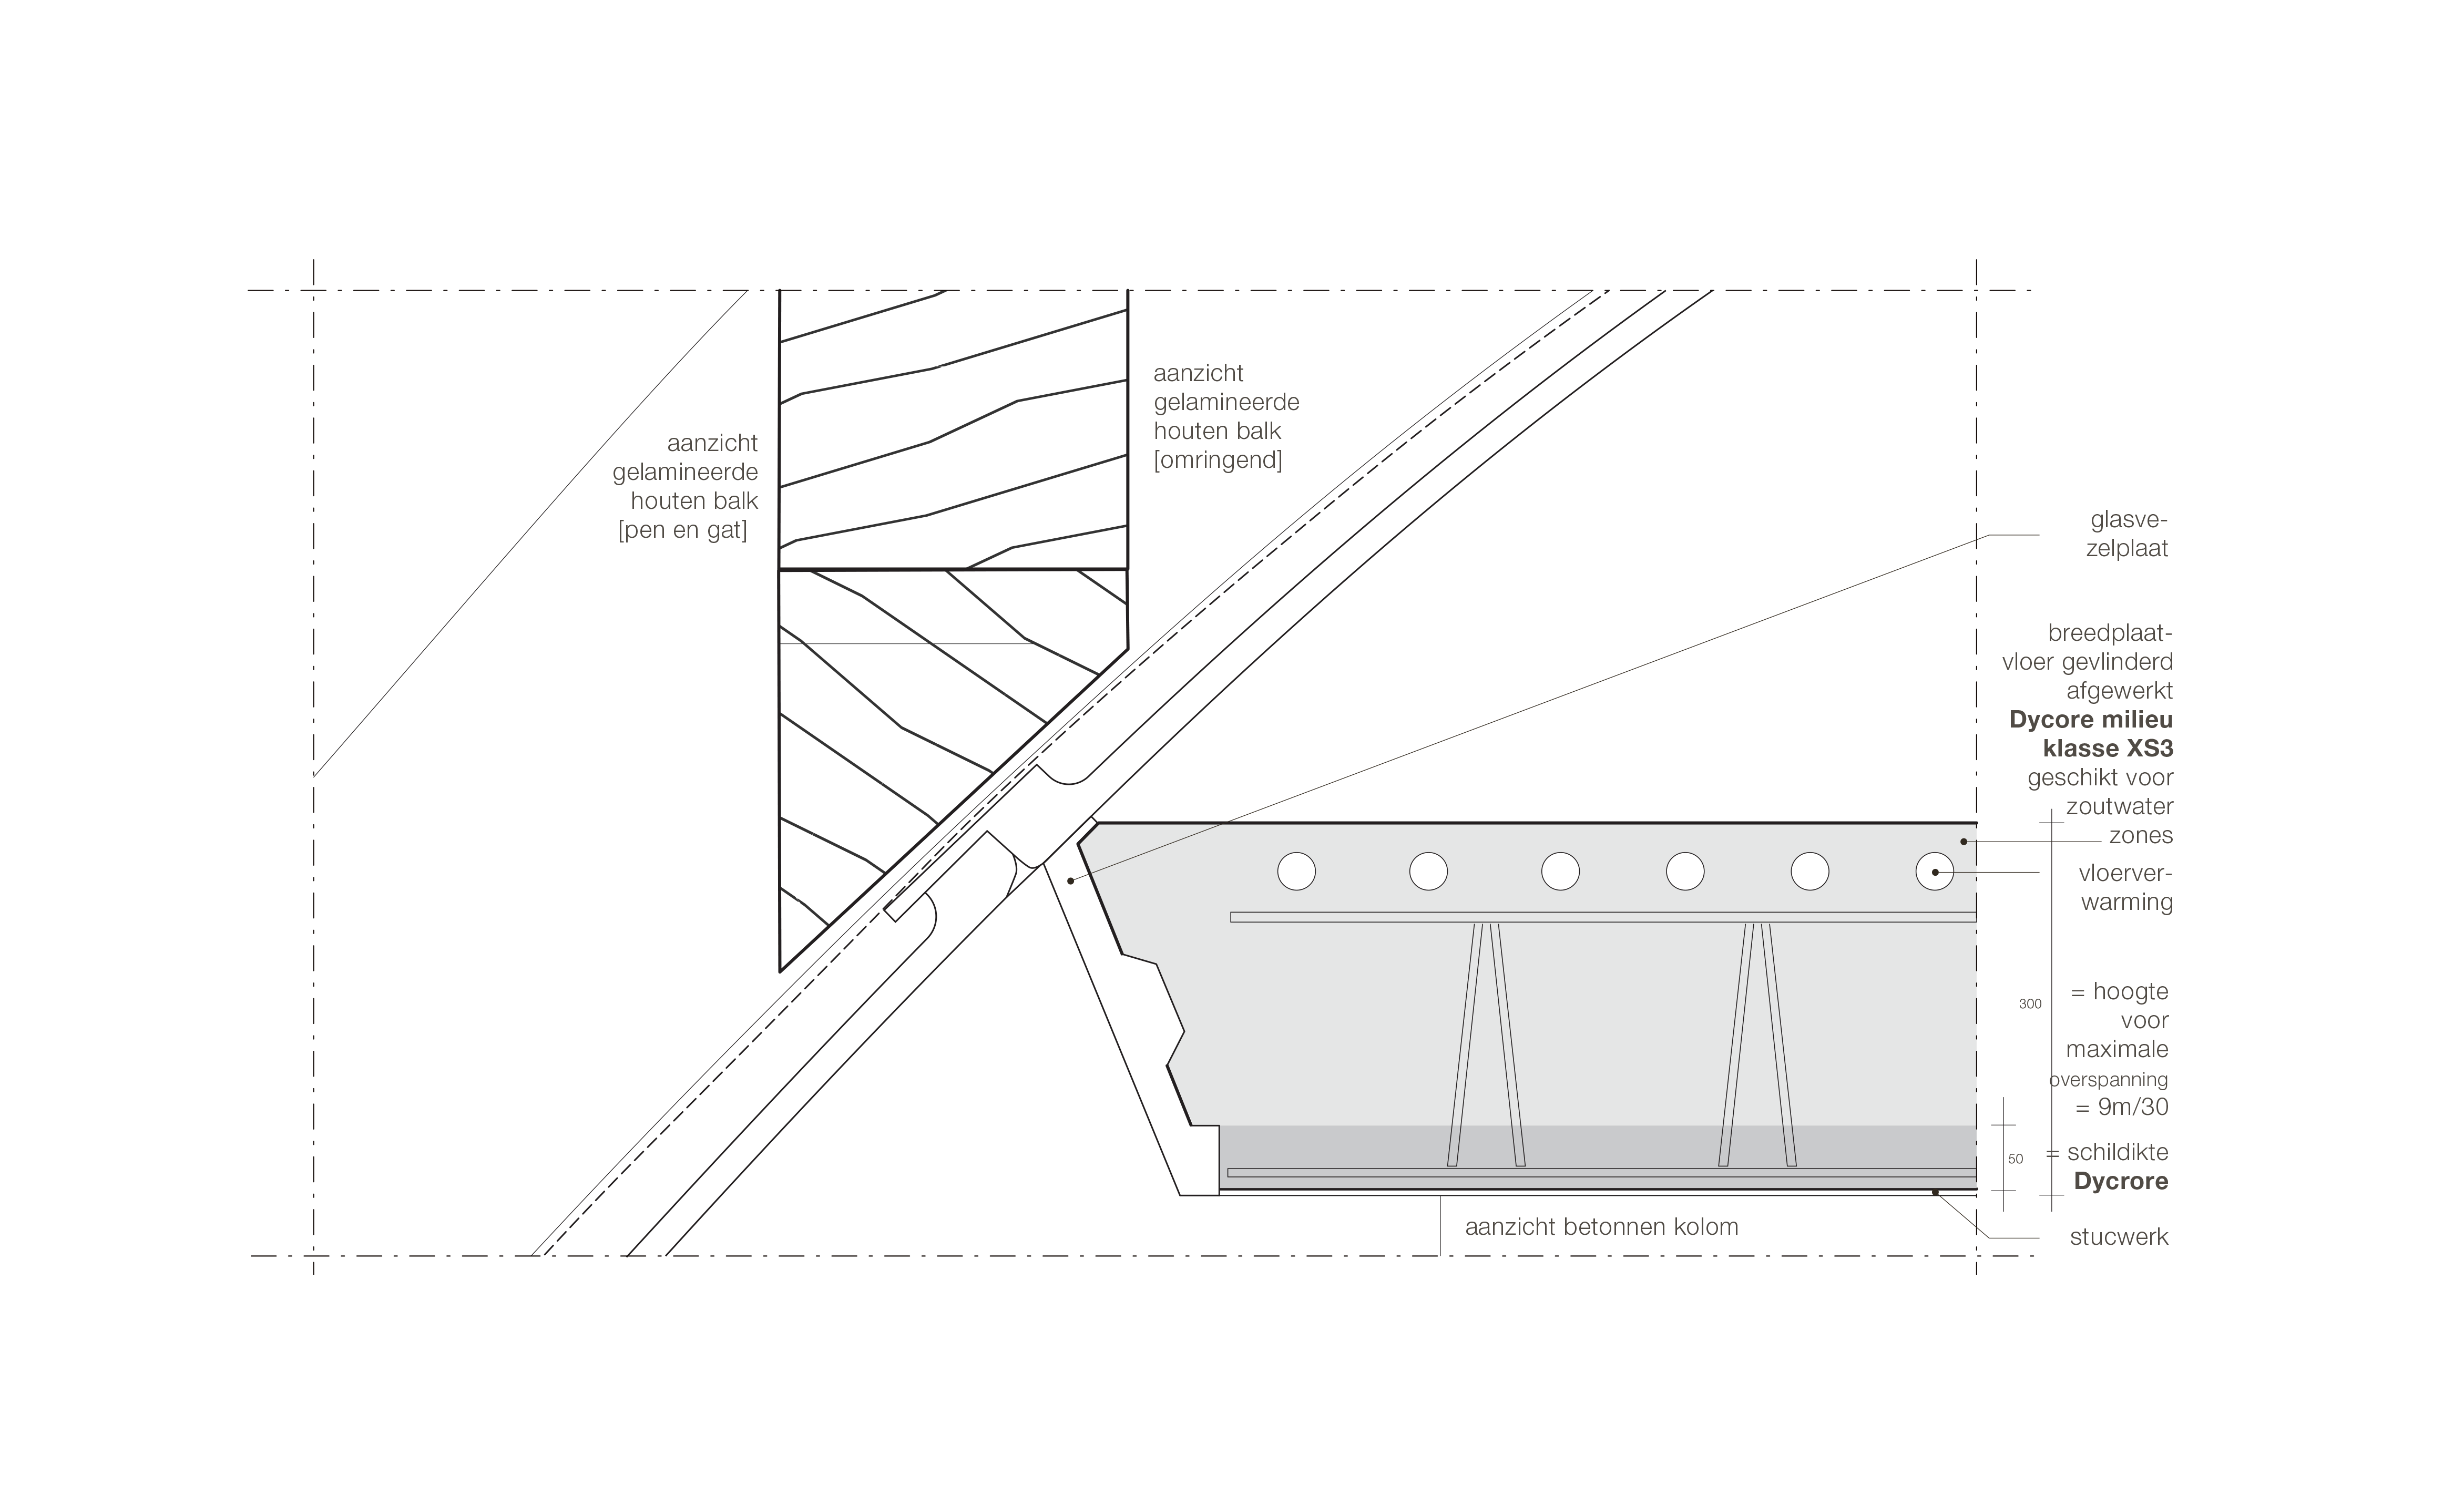 aanzicht
gelamineerde
houten balk
[omringend]
aanzicht
gelamineerde
houten balk
[pen en gat]
glasve-
zelplaat
breedplaat-
vloer gevlinderd
afgewerkt
Dycore milieu
klasse XS3
geschikt voor
zoutwater
zones
vloerver-
warming
300
= hoogte
voor
maximale
overspanning
= 9m/30
50
= schildikte
Dycrore
aanzicht betonnen kolom
stucwerk